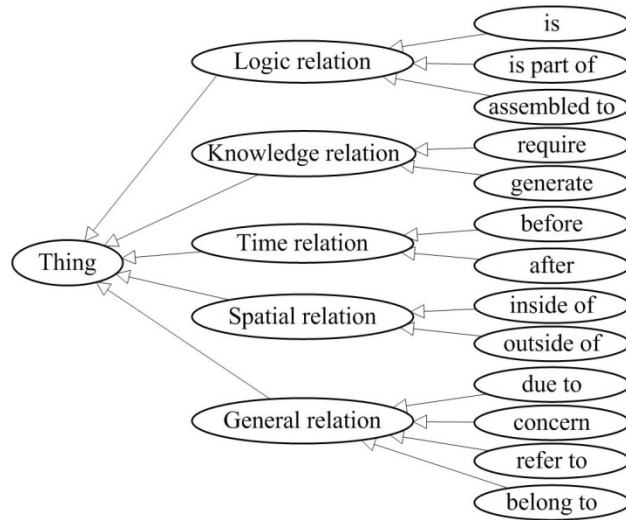 Thing
Logic relation
is
is part of
assembled to
Knowledge relation
require
generate
Time relation
before
after
Spatial relation
inside of
outside of
General relation
due to
concern
refer to
belong to